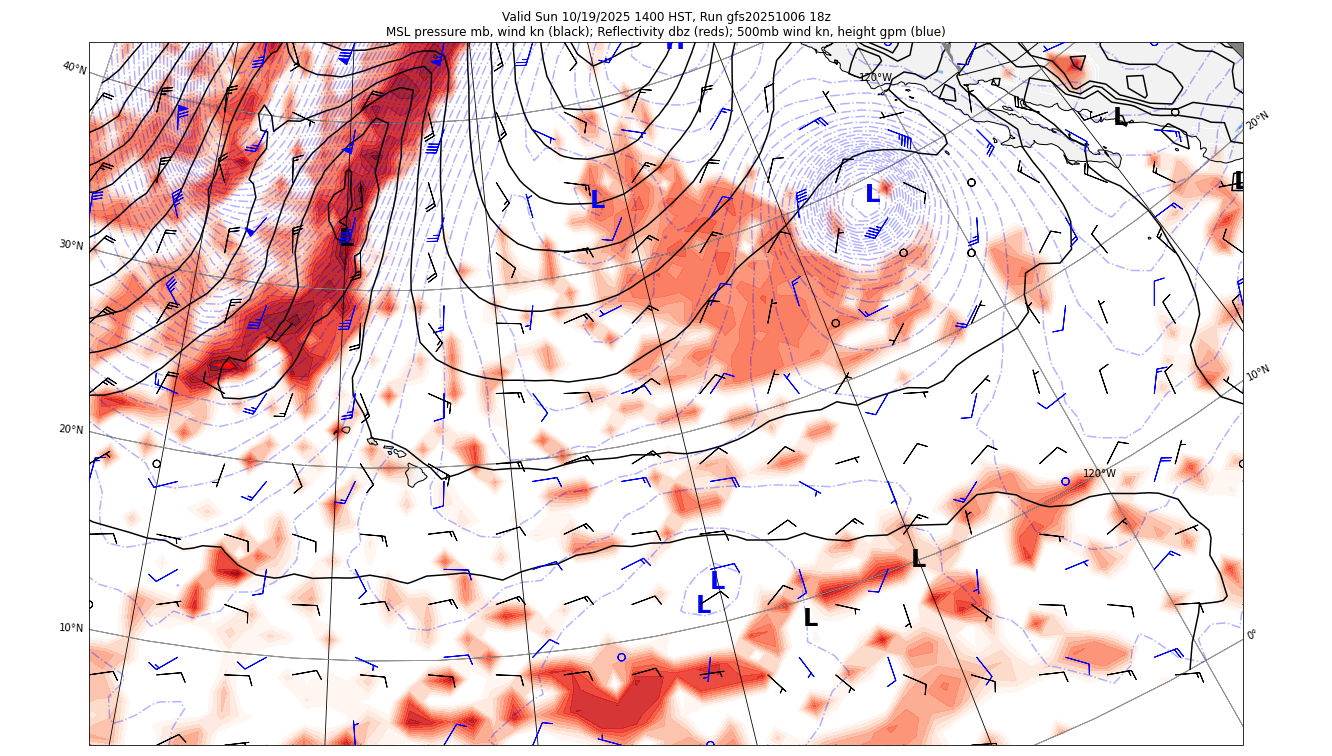 Valid Sun 10/19/2025 1400 HST, Run gfs20251006 18z
MSL pressure mb, wind kn (black); Reflectivity dbz (reds); 500mb wind kn, height gpm (blue)
H
40°N
120°W
L
20°N
L
L
L
L
30°N
10°N
20°N
120°W
L
L
L
L
10°N
0°